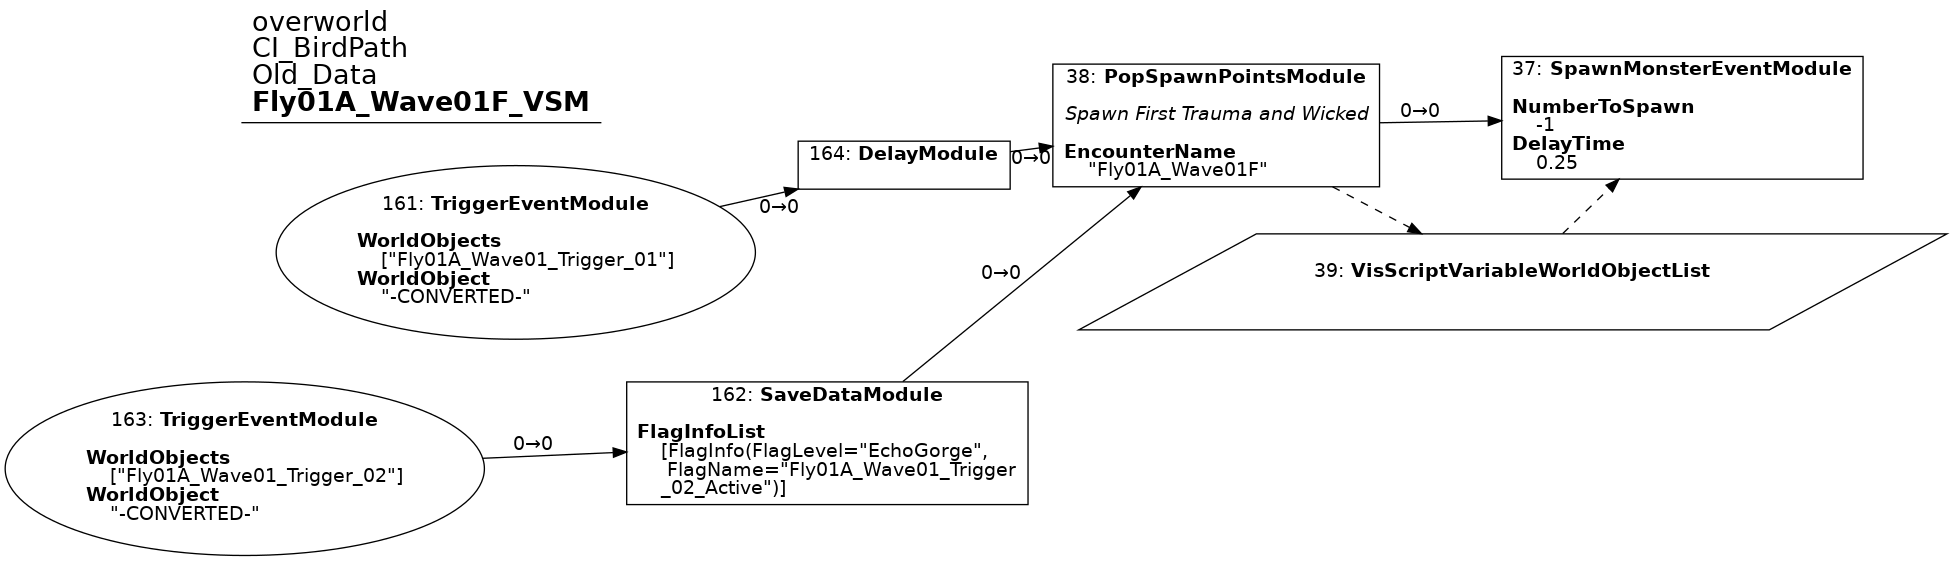 overworld
CI_BirdPath
Old_Data
Fly01A_Wave01F_VSM
38: PopSpawnPointsModule
Spawn First Trauma and Wicked
EncounterName
"Fly01A_Wave01F"
0→0
37: SpawnMonsterEventModule
NumberToSpawn
-1
DelayTime
0.25
164: DelayModule
0→0
161: TriggerEventModule
WorldObjects
["Fly01A_Wave01_Trigger_01"]
WorldObject
"-CONVERTED-"
0→0
0→0
39: VisScriptVariableWorldObjectList
163: TriggerEventModule
WorldObjects
["Fly01A_Wave01_Trigger_02"]
WorldObject
"-CONVERTED-"
0→0
162: SaveDataModule
FlagInfoList
[FlagInfo(FlagLevel="EchoGorge",
FlagName="Fly01A_Wave01_Trigger
_02_Active")]